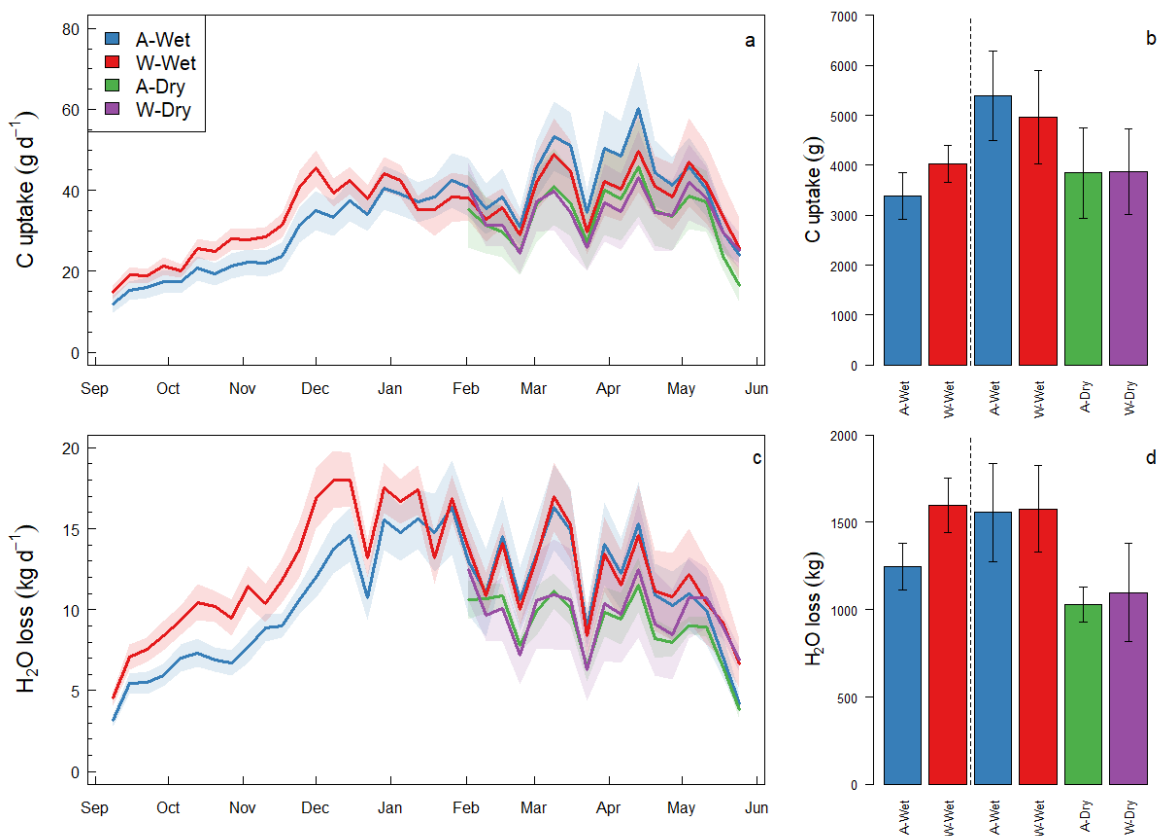 a
C uptake (g d⁻¹)
80
60
40
20
0
A-Wet
W-Wet
A-Dry
W-Dry
Sep Oct Nov Dec Jan Feb Mar Apr May Jun
b
C uptake (g)
7000
6000
5000
4000
3000
2000
1000
0
A-Wet W-Wet A-Wet W-Wet A-Dry W-Dry
c
H₂O loss (kg d⁻¹)
20
15
10
5
0
Sep Oct Nov Dec Jan Feb Mar Apr May Jun
d
H₂O loss (kg)
2000
1500
1000
500
0
A-Wet W-Wet A-Wet W-Wet A-Dry W-Dry